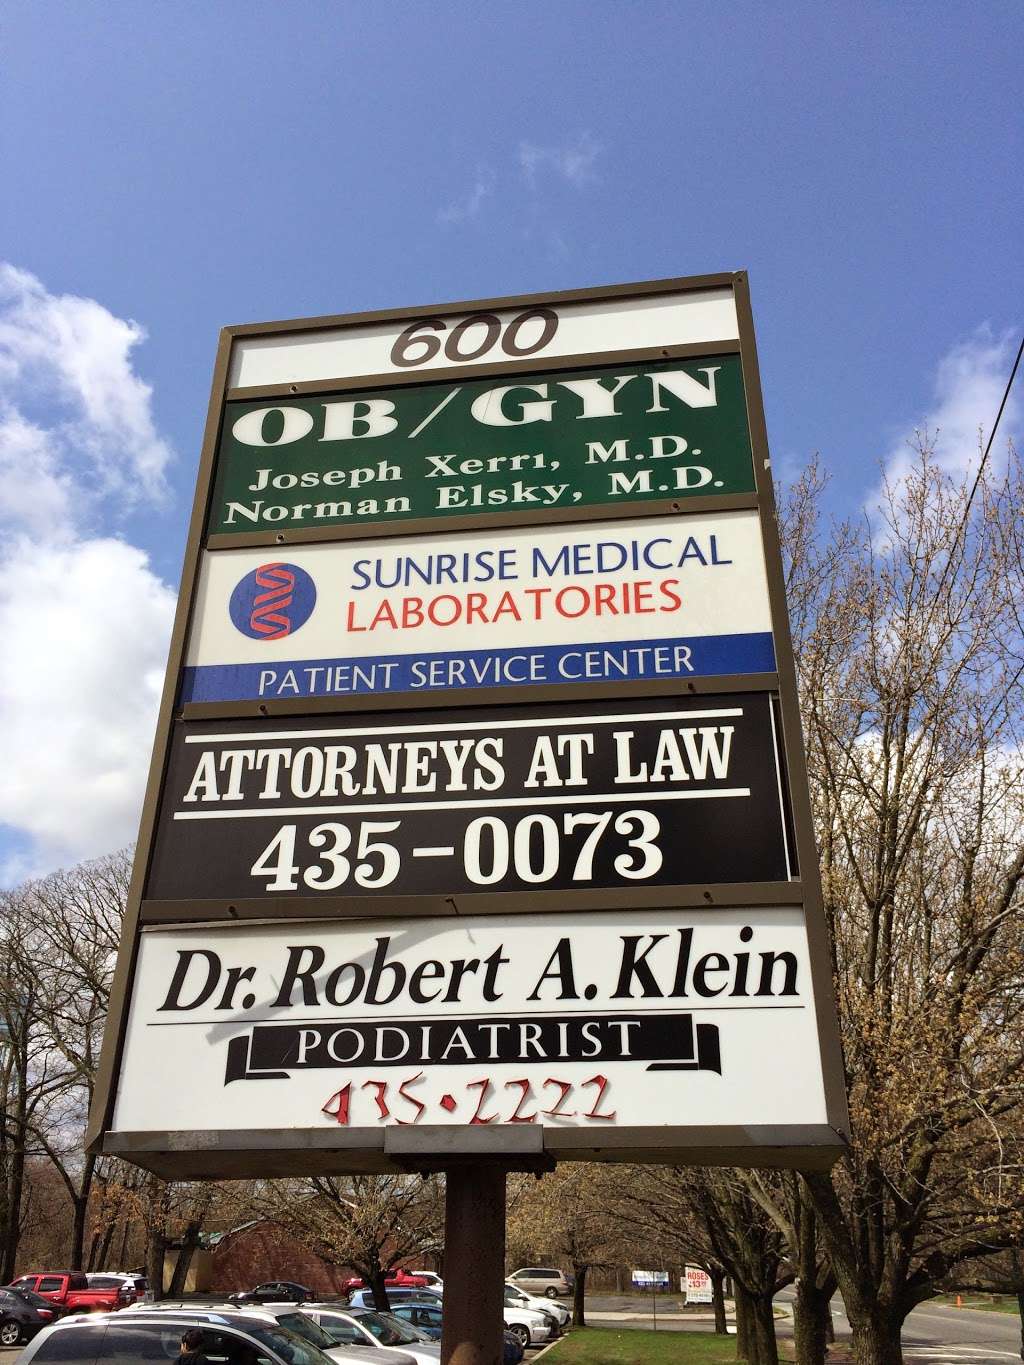 600
OB/GYN
Joseph Xerri, M.D.
Norman Elsky, M.D.
SUNRISE MEDICAL
LABORATORIES
PATIENT SERVICE CENTER
ATTORNEYS AT LAW
435-0073
Dr. Robert A. Klein
PODIATRIST
435·2222
ROSES